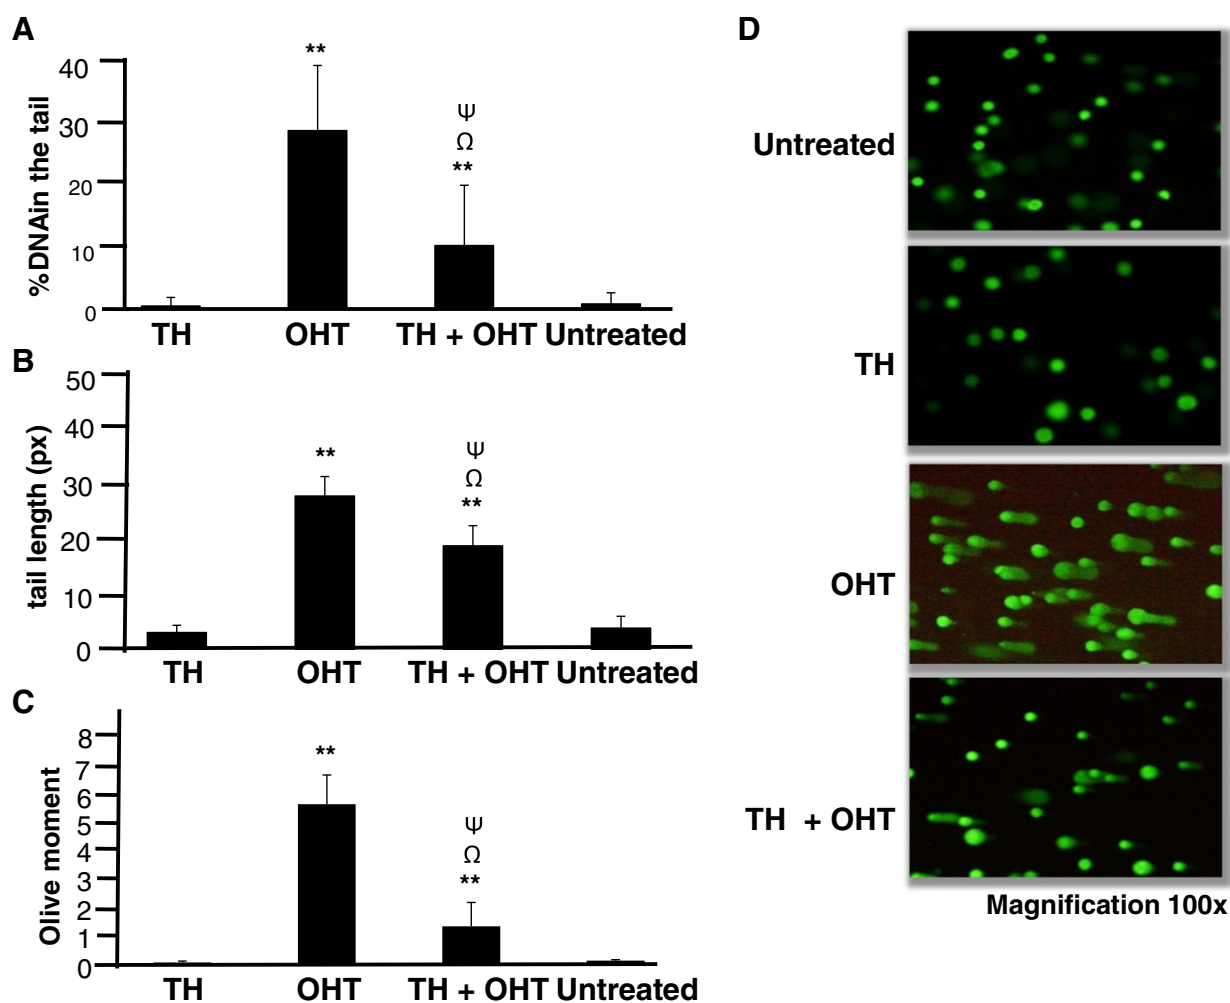 A
%DNAin the tail
40
30
20
10
0
**
Ψ
Ω
**
TH OHT TH + OHT Untreated
B
tail length (px)
50
40
30
20
10
0
**
Ψ
Ω
**
TH OHT TH + OHT Untreated
C
Olive moment
8
7
6
5
4
3
2
1
0
**
Ψ
Ω
**
TH OHT TH + OHT Untreated
D
Untreated
TH
OHT
TH + OHT
Magnification 100x